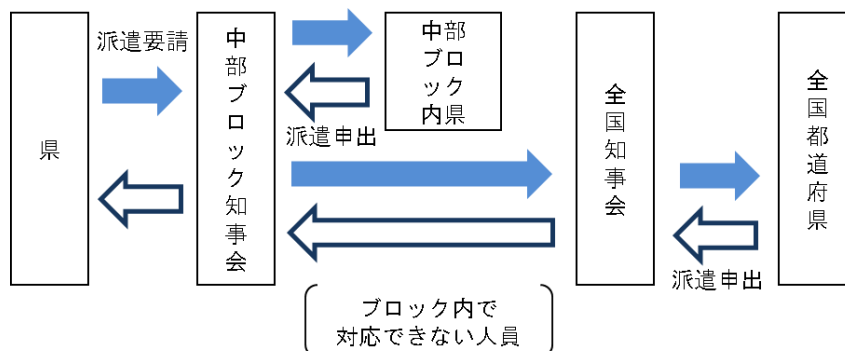 県
派遣要請
中部ブロック知事会
中部ブロック内県
派遣申出
全国知事会
全国都道府県
派遣申出
ブロック内で
対応できない人員